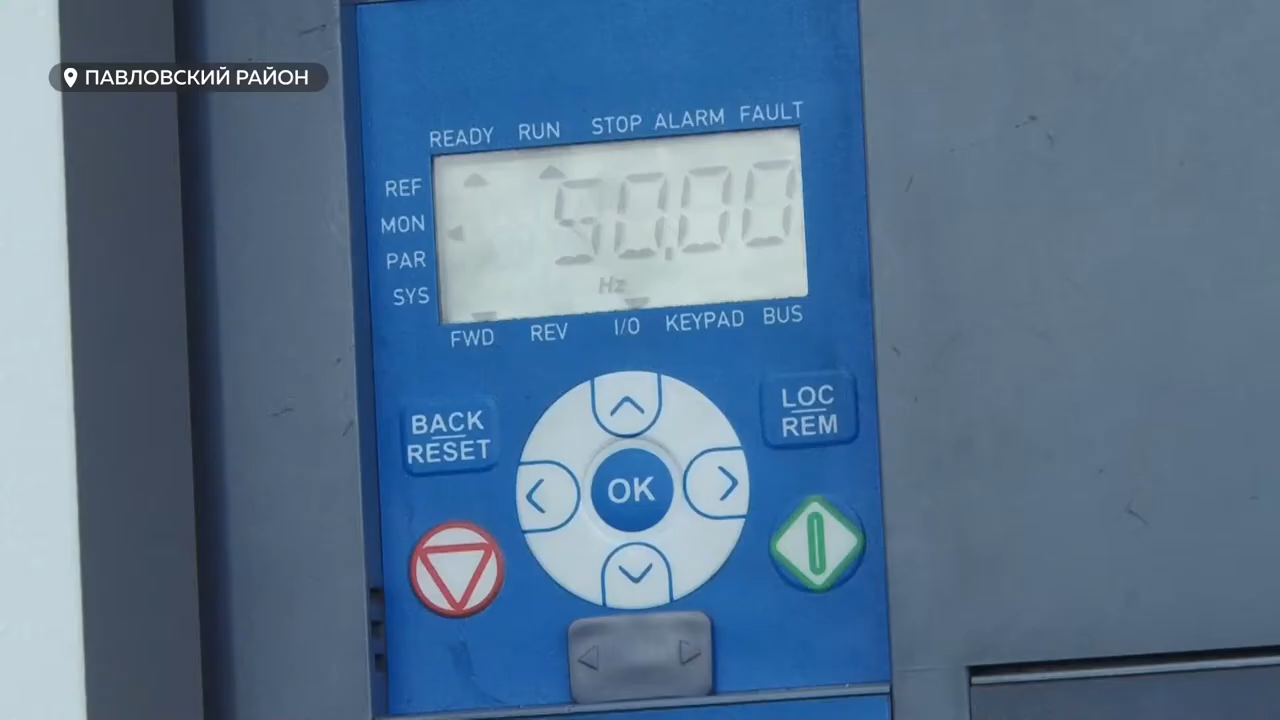 ПАВЛОВСКИЙ РАЙОН
READY RUN STOP ALARM FAULT
REF
MON
PAR
SYS
50.00
Hz
FWD REV I/O KEYPAD BUS
BACK
RESET
LOC
REM
OK